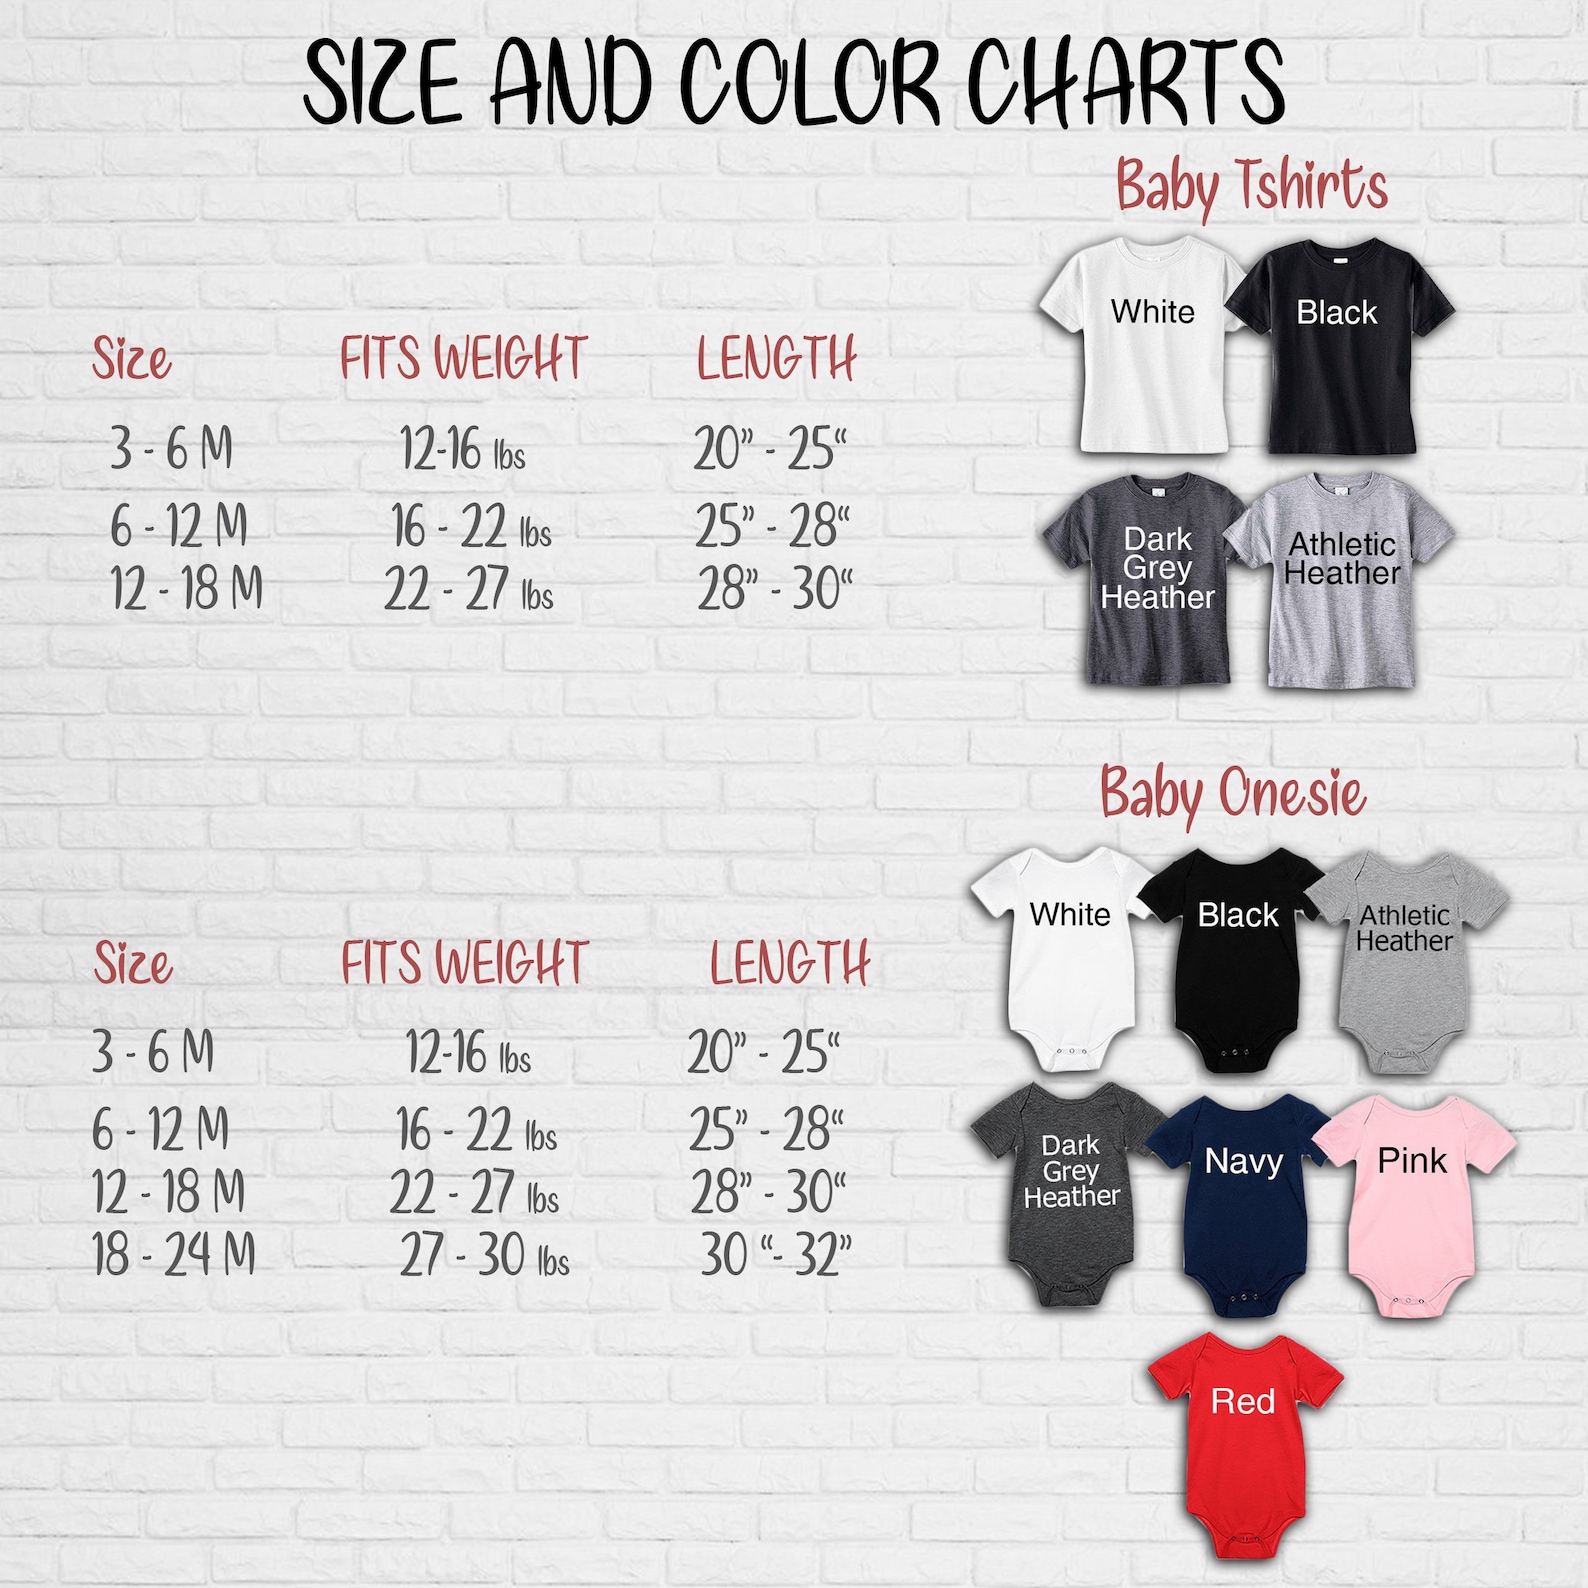 SIZE AND COLOR CHARTS
Baby Tshirts
White
Black
Size FITS WEIGHT LENGTH
3 - 6 M 12-16 lbs 20” - 25“
6 - 12 M 16 - 22 lbs 25” - 28“
12 - 18 M 22 - 27 lbs 28” - 30“
Dark
Grey
Heather
Athletic
Heather
Baby Onesie
White
Black
Athletic
Heather
Size FITS WEIGHT LENGTH
3 - 6 M 12-16 lbs 20” - 25“
6 - 12 M 16 - 22 lbs 25” - 28“
12 - 18 M 22 - 27 lbs 28” - 30“
18 - 24 M 27 - 30 lbs 30 “- 32”
Dark
Grey
Heather
Navy
Pink
Red